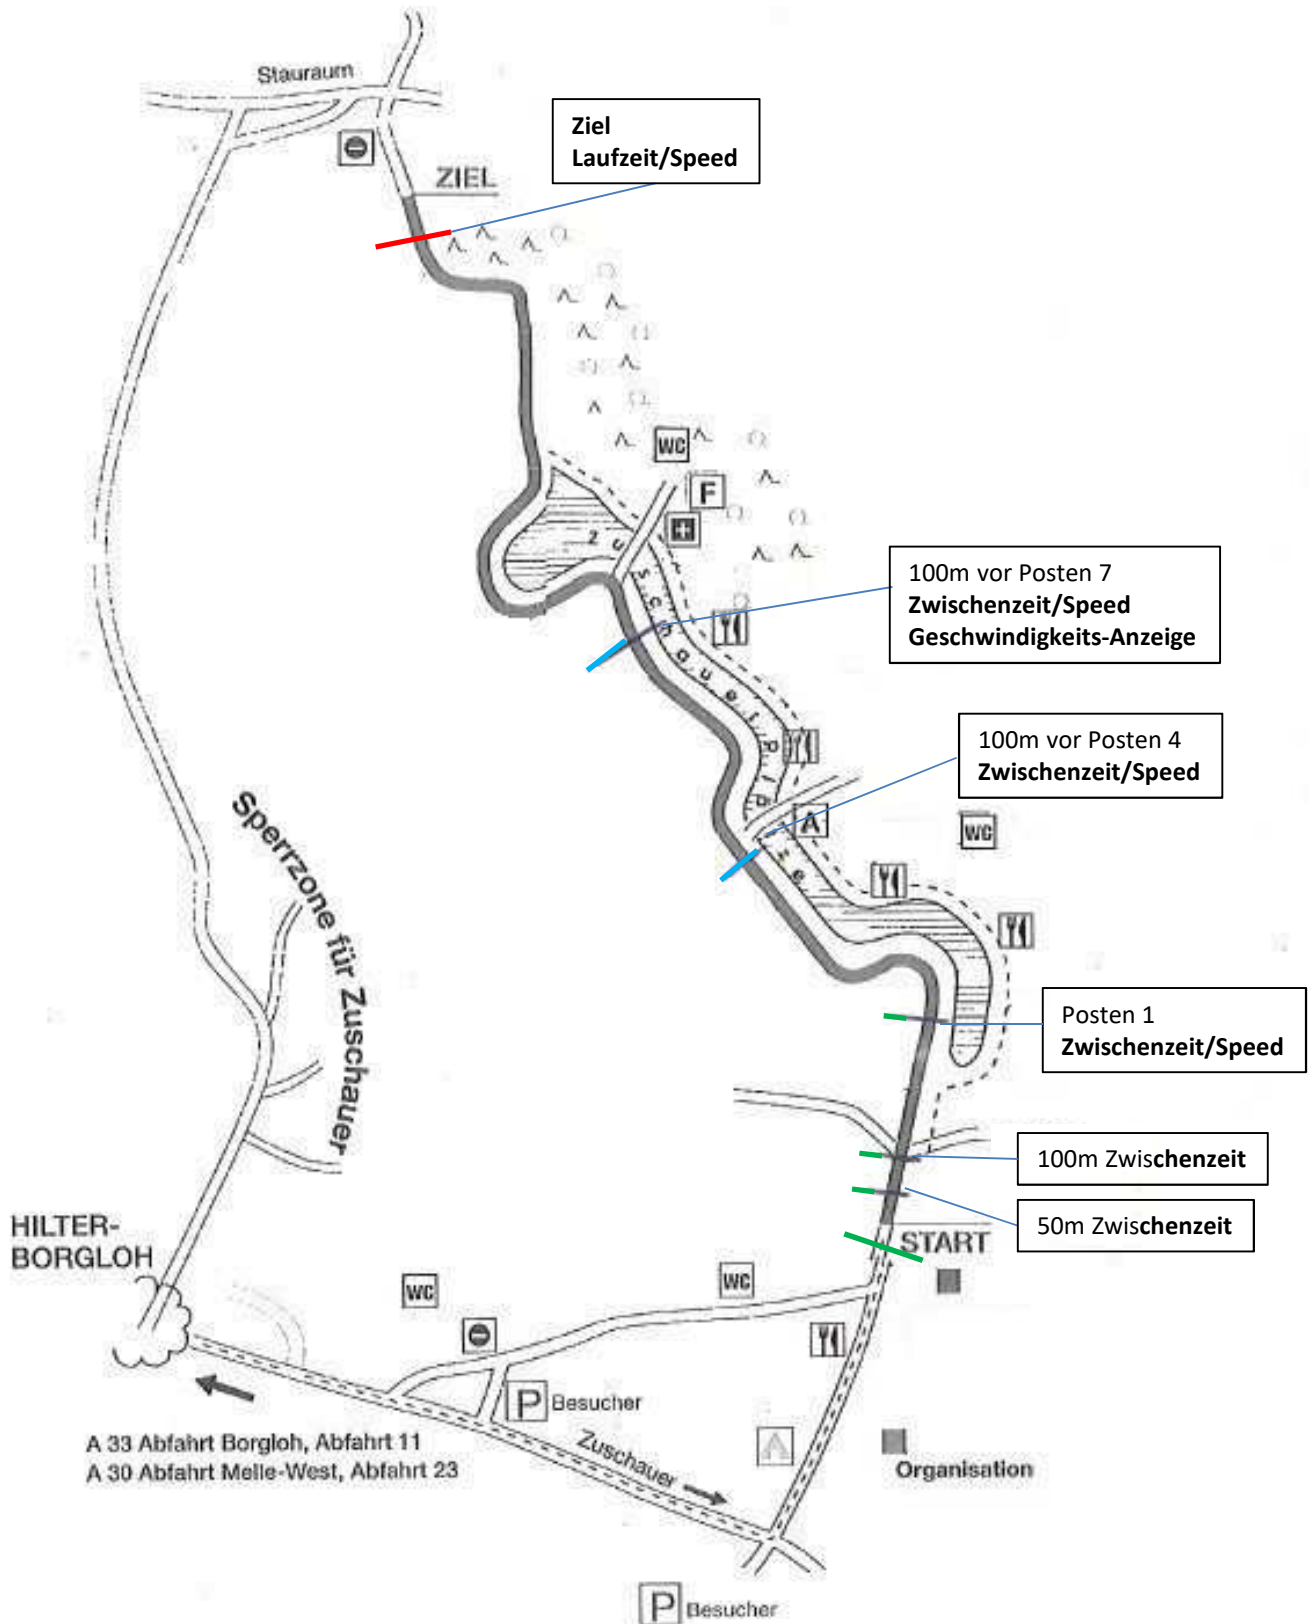 Stauraum
Ziel
Laufzeit/Speed
ZIEL
WC
F
100m vor Posten 7
Zwischenzeit/Speed
Geschwindigkeits-Anzeige
Zuschauerplätze
100m vor Posten 4
Zwischenzeit/Speed
A
WC
Sperrzone für Zuschauer
Posten 1
Zwischenzeit/Speed
100m Zwischenzeit
50m Zwischenzeit
HILTER-
BORGLOH
START
WC
WC
P Besucher
A 33 Abfahrt Borgloh, Abfahrt 11
A 30 Abfahrt Melle-West, Abfahrt 23
Zuschauer
Organisation
P Besucher